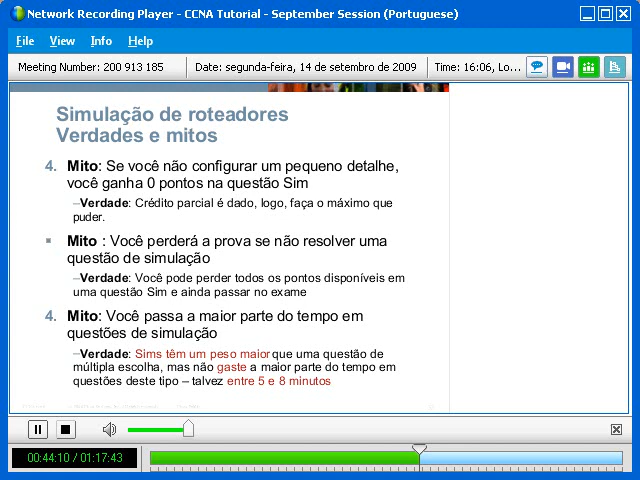 Network Recording Player - CCNA Tutorial - September Session (Portuguese)
File View Info Help
Meeting Number: 200 913 185 Date: segunda-feira, 14 de setembro de 2009 Time: 16:06, Lo...
Simulação de roteadores
Verdades e mitos
4. Mito: Se você não configurar um pequeno detalhe,
você ganha 0 pontos na questão Sim
–Verdade: Crédito parcial é dado, logo, faça o máximo que
puder.
▪ Mito : Você perderá a prova se não resolver uma
questão de simulação
–Verdade: Você pode perder todos os pontos disponíveis em
uma questão Sim e ainda passar no exame
4. Mito: Você passa a maior parte do tempo em
questões de simulação
–Verdade: Sims têm um peso maior que uma questão de
múltipla escolha, mas não gaste a maior parte do tempo em
questões deste tipo – talvez entre 5 e 8 minutos
00:44:10 / 01:17:43